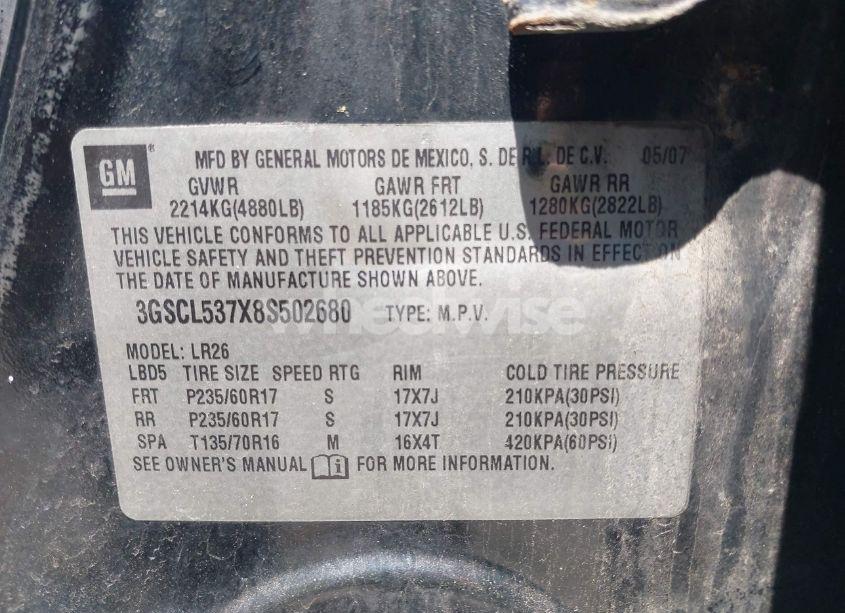 GM
MFD BY GENERAL MOTORS DE MEXICO, S. DE R.L. DE C.V. 05/07
GVWR GAWR FRT GAWR RR
2214KG(4880LB) 1185KG(2612LB) 1280KG(2822LB)
THIS VEHICLE CONFORMS TO ALL APPLICABLE U.S. FEDERAL MOTOR
VEHICLE SAFETY AND THEFT PREVENTION STANDARDS IN EFFECT ON
THE DATE OF MANUFACTURE SHOWN ABOVE.
3GSCL537X8S502680 TYPE: M.P.V.
wheelwise
MODEL: LR26
LBD5 TIRE SIZE SPEED RTG RIM COLD TIRE PRESSURE
FRT P235/60R17 S 17X7J 210KPA(30PSI)
RR P235/60R17 S 17X7J 210KPA(30PSI)
SPA T135/70R16 M 16X4T 420KPA(60PSI)
SEE OWNER'S MANUAL FOR MORE INFORMATION.